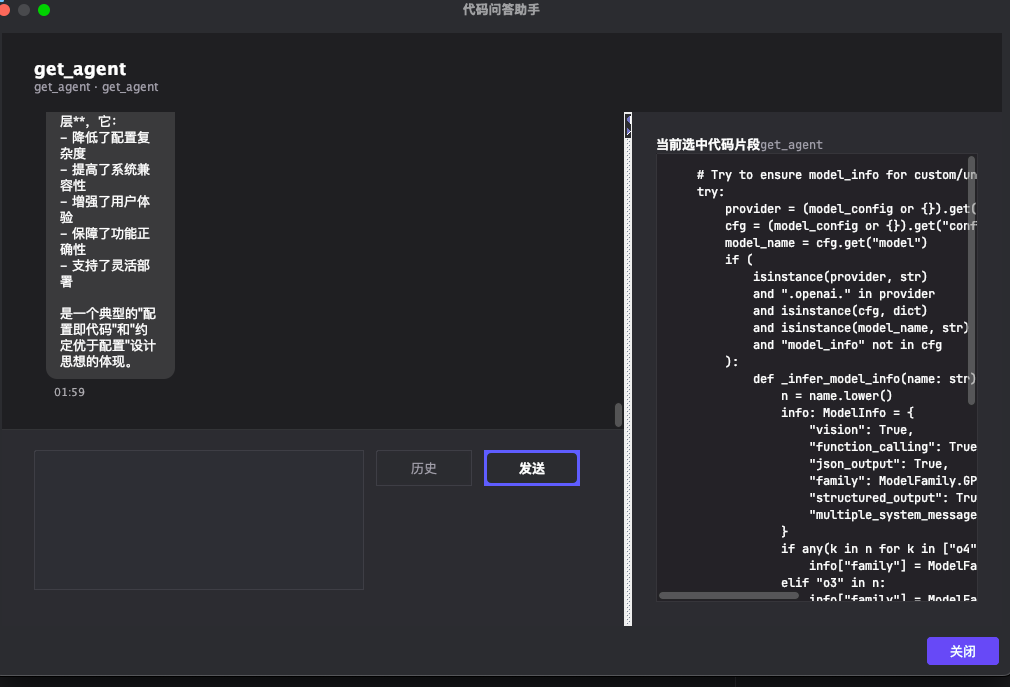 代码问答助手
get_agent
get_agent · get_agent
层**，它：
- 降低了配置复
杂度
- 提高了系统兼
容性
- 增强了用户体
验
- 保障了功能正
确性
- 支持了灵活部
署
是一个典型的"配
置即代码"和"约
定优于配置"设计
思想的体现。
01:59
历史
发送
当前选中代码片段get_agent
# Try to ensure model_info for custom/un
try:
provider = (model_config or {}).get(
cfg = (model_config or {}).get("conf
model_name = cfg.get("model")
if (
isinstance(provider, str)
and ".openai." in provider
and isinstance(cfg, dict)
and isinstance(model_name, str)
and "model_info" not in cfg
):
def _infer_model_info(name: str)
n = name.lower()
info: ModelInfo = {
"vision": True,
"function_calling": True
"json_output": True,
"family": ModelFamily.GP
"structured_output": Tru
"multiple_system_message
}
if any(k in n for k in ["o4"
info["family"] = ModelFa
elif "o3" in n:
info["family"] = ModelFa
关闭